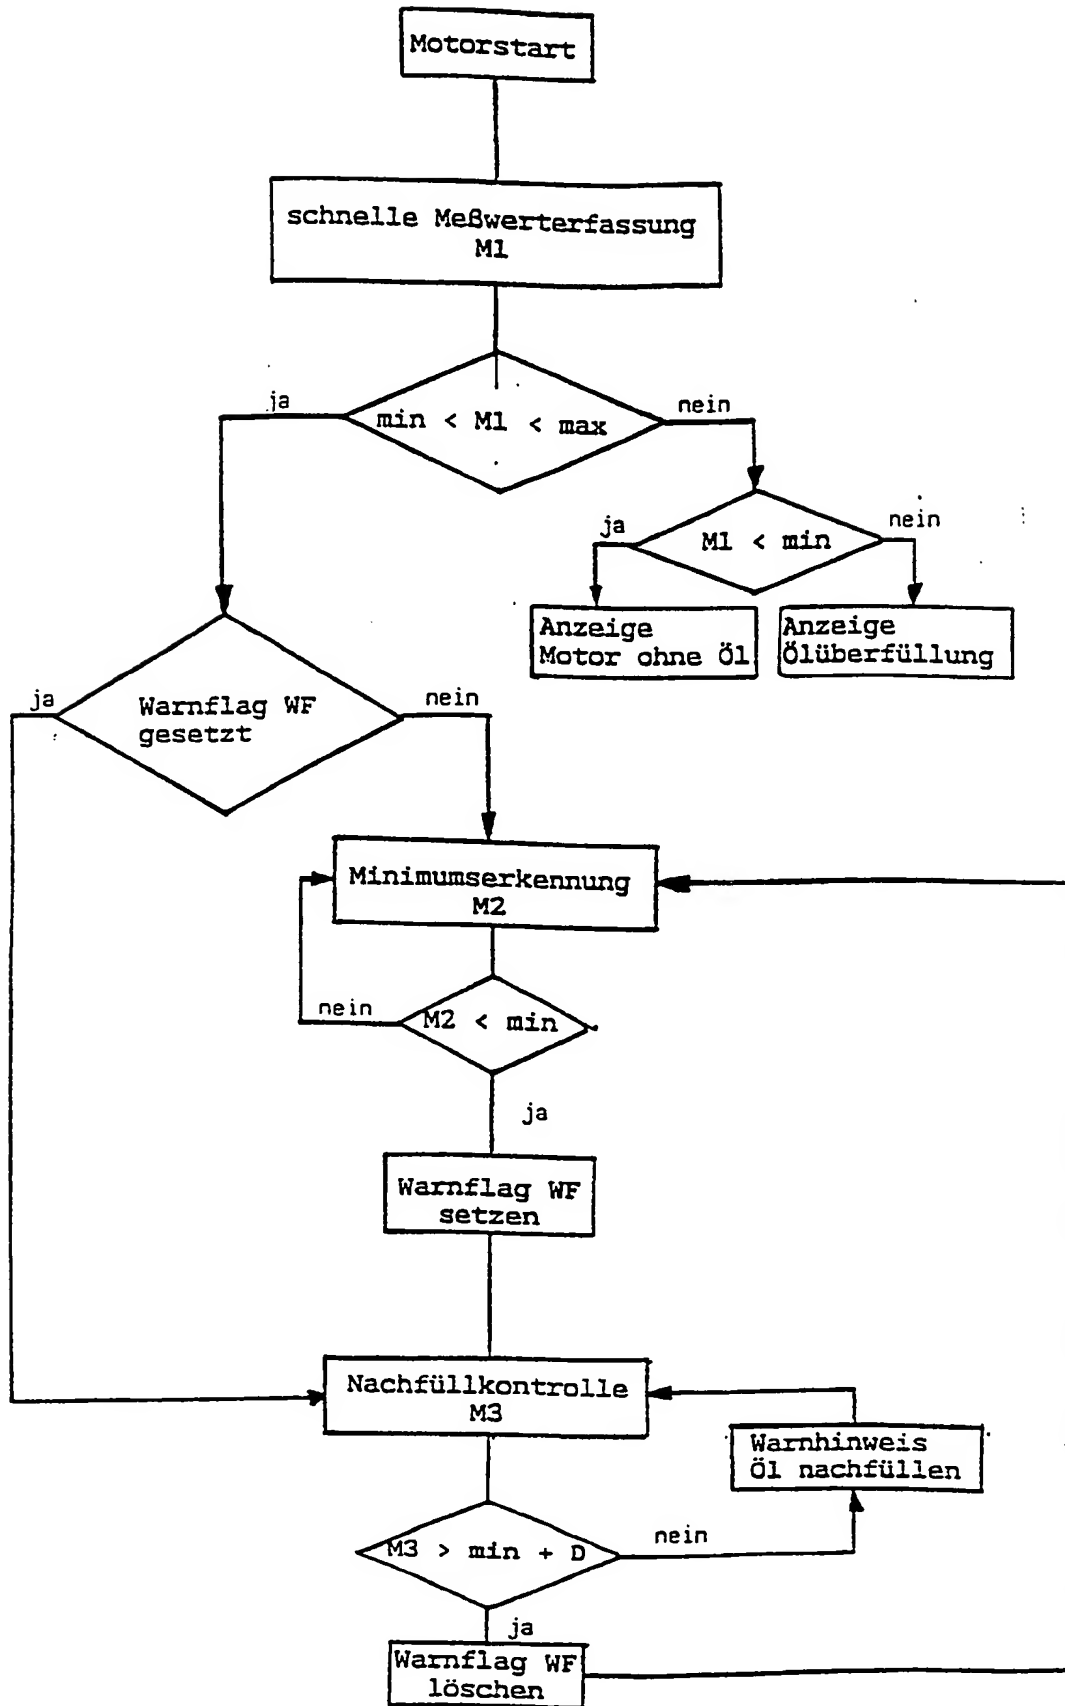 Motorstart
schnelle Meßwerterfassung
M1
ja
min < M1 < max
nein
ja
M1 < min
nein
Anzeige
Motor ohne Öl
Anzeige
Ölüberfüllung
ja
Warnflag WF
gesetzt
nein
Minimumserkennung
M2
nein
M2 < min
ja
Warnflag WF
setzen
Nachfüllkontrolle
M3
Warnhinweis
Öl nachfüllen
M3 > min + D
nein
ja
Warnflag WF
löschen